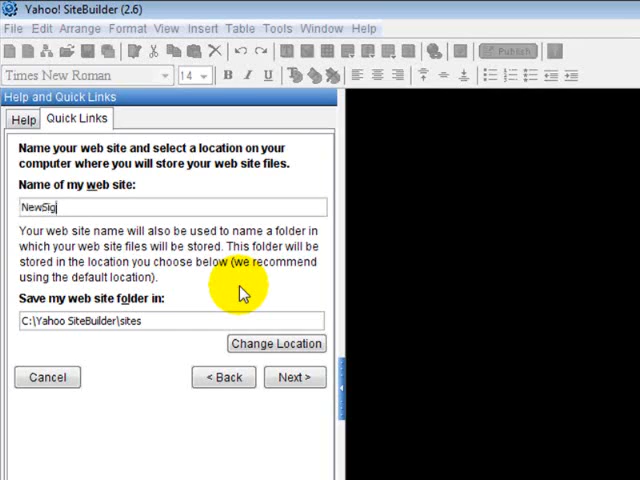 Yahoo! SiteBuilder (2.6)
File Edit Arrange Format View Insert Table Tools Window Help
Publish
Times New Roman 14 B I U
Help and Quick Links
Help Quick Links
Name your web site and select a location on your
computer where you will store your web site files.
Name of my web site:
NewSig
Your web site name will also be used to name a folder in
which your web site files will be stored. This folder will be
stored in the location you choose below (we recommend
using the default location).
Save my web site folder in:
C:\Yahoo SiteBuilder\sites
Change Location
Cancel < Back Next >